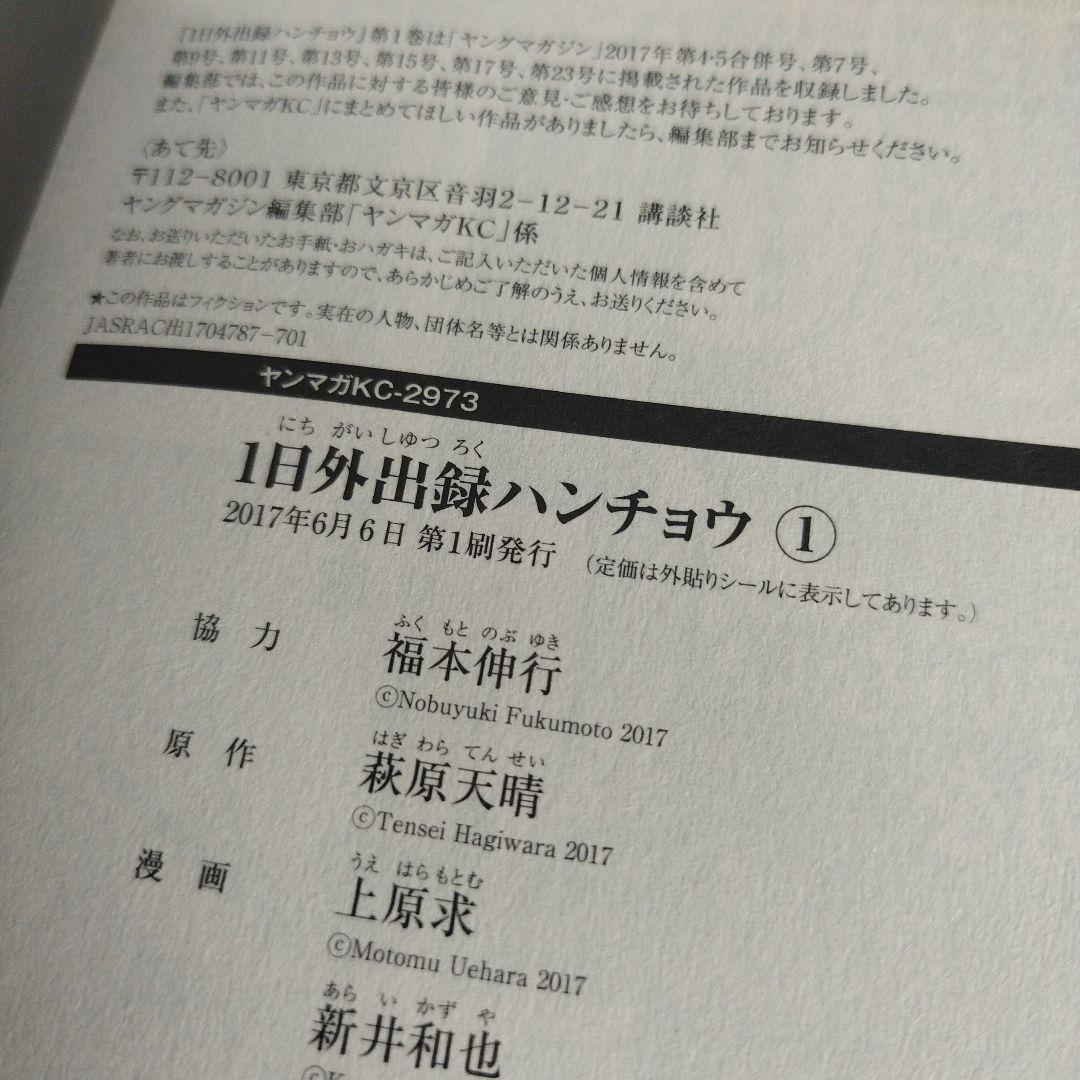 『1日外出録ハンチョウ』第1巻は「ヤングマガジン」2017年第4・5合併号、第7号、
第9号、第11号、第13号、第15号、第17号、第23号に掲載された作品を収録しました。
編集部では、この作品に対する皆様のご意見・ご感想をお待ちしております。
また、「ヤンマガKC」にまとめてほしい作品がありましたら、編集部までお知らせください。
〈あて先〉
〒112-8001 東京都文京区音羽2-12-21 講談社
ヤングマガジン編集部「ヤンマガKC」係
なお、お送りいただいたお手紙・おハガキは、ご記入いただいた個人情報を含めて
著者にお渡しすることがありますので、あらかじめご了解のうえ、お送りください。
★この作品はフィクションです。実在の人物、団体名等とは関係ありません。
JASRAC出1704787-701
ヤンマガKC-2973
にち がい しゆつ ろく
1日外出録ハンチョウ ①
2017年6月6日 第1刷発行 (定価は外貼りシールに表示してあります。)
ふく もと のぶ ゆき
協力 福本伸行
©Nobuyuki Fukumoto 2017
はぎ わら てん せい
原作 萩原天晴
©Tensei Hagiwara 2017
うえ はら もとむ
漫画 上原求
©Motomu Uehara 2017
あら い かず や
新井和也
©K